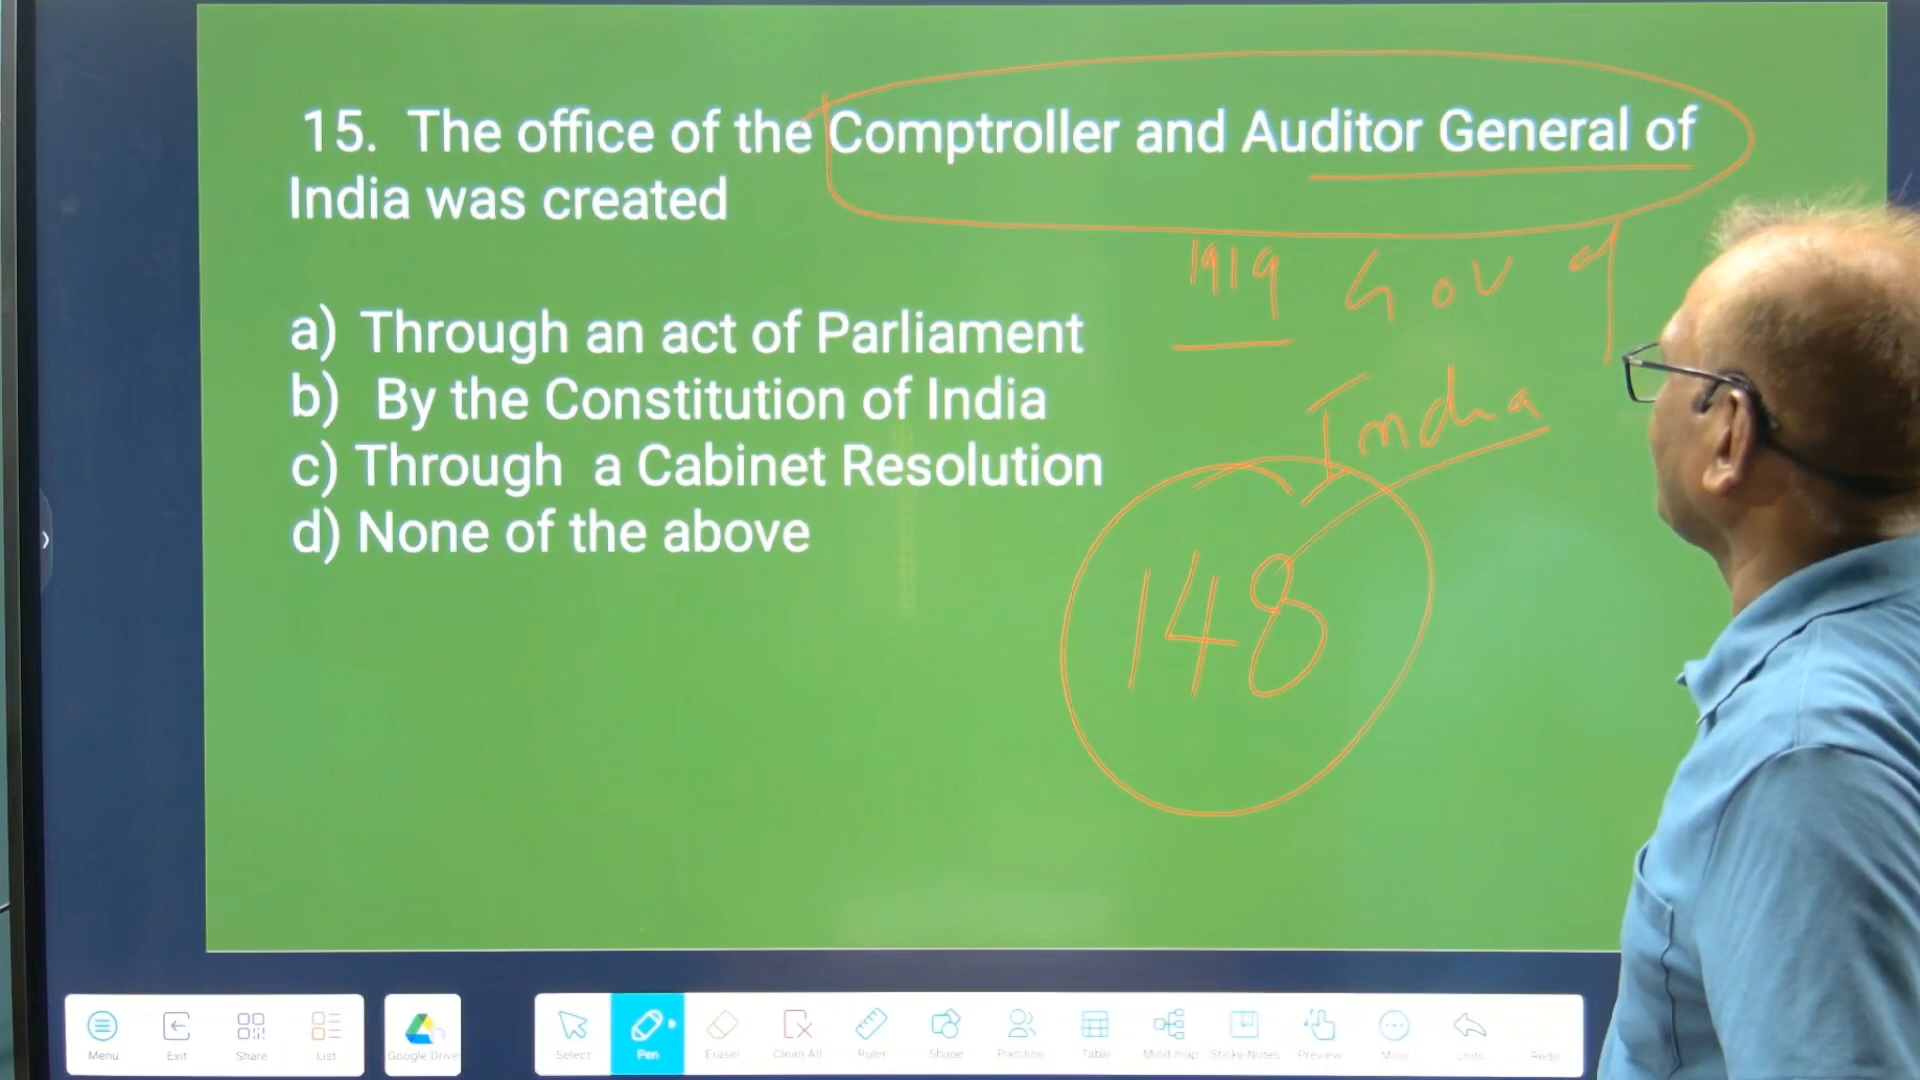 15. The office of the Comptroller and Auditor General of
India was created
1919 Gov of
India
a) Through an act of Parliament
b) By the Constitution of India
c) Through a Cabinet Resolution
d) None of the above
148
Menu Exit Share List Google Drive Select Pen Eraser Clean All Ruler Shape Partition Table Mind map Sticky Notes Preview More Undo Redo